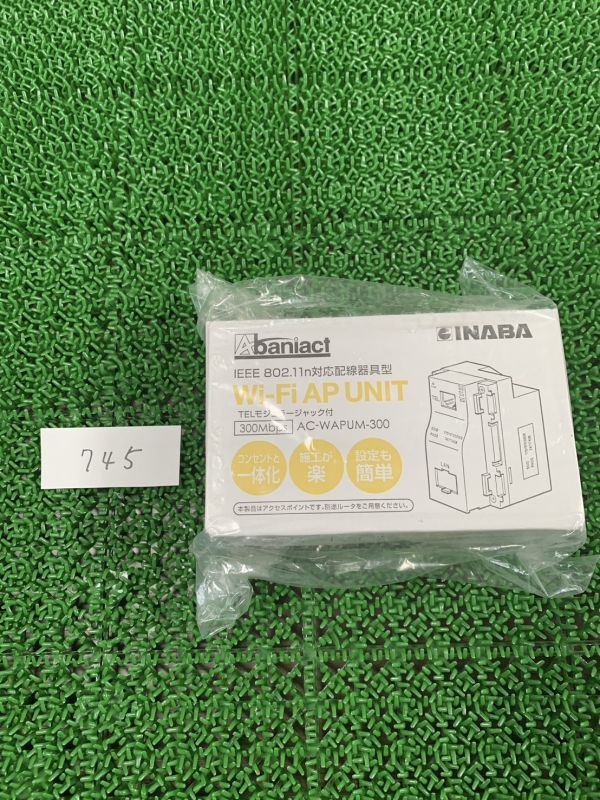 Abaniact
INABA
IEEE 802.11n対応配線器具型
Wi-Fi AP UNIT
TELモジュラージャック付
300Mbps AC-WAPUM-300
コンセントと
一体化
施工が、
楽
設定も
簡単
本製品はアクセスポイントです。別途ルータをご用意ください。
LAN
745